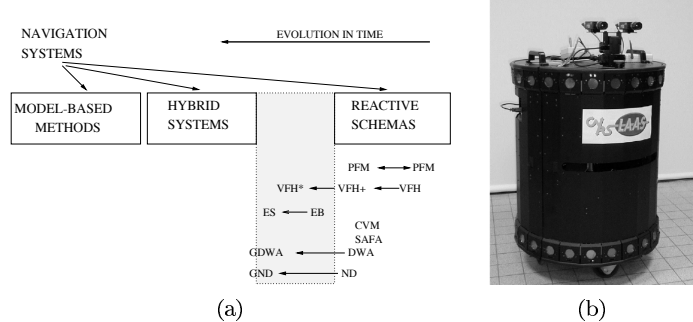 NAVIGATION
SYSTEMS
EVOLUTION IN TIME
MODEL-BASED
METHODS
HYBRID
SYSTEMS
REACTIVE
SCHEMAS
PFM PFM
VFH* VFH+ VFH
ES EB
CVM
SAFA
GDWA DWA
GND ND
LAAS
(a) (b)